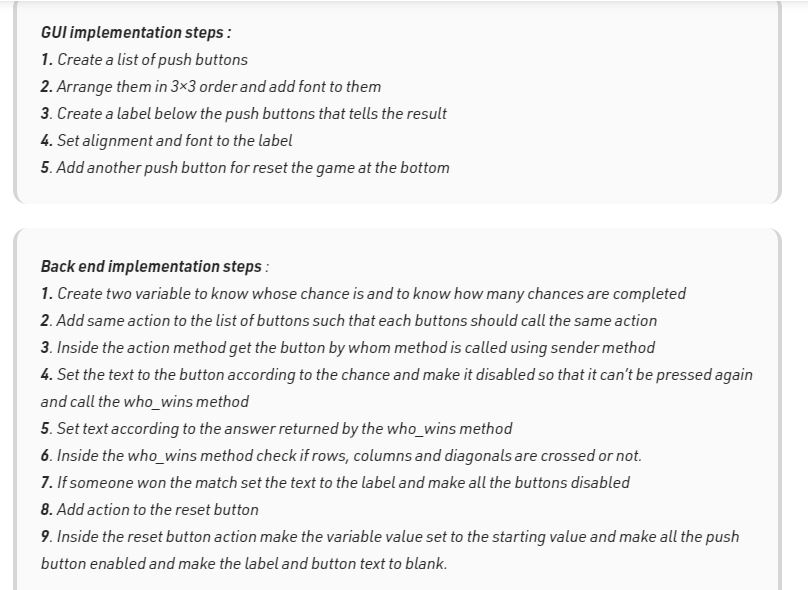 GUI implementation steps :
1. Create a list of push buttons
2. Arrange them in 3×3 order and add font to them
3. Create a label below the push buttons that tells the result
4. Set alignment and font to the label
5. Add another push button for reset the game at the bottom
Back end implementation steps :
1. Create two variable to know whose chance is and to know how many chances are completed
2. Add same action to the list of buttons such that each buttons should call the same action
3. Inside the action method get the button by whom method is called using sender method
4. Set the text to the button according to the chance and make it disabled so that it can’t be pressed again
and call the who_wins method
5. Set text according to the answer returned by the who_wins method
6. Inside the who_wins method check if rows, columns and diagonals are crossed or not.
7. If someone won the match set the text to the label and make all the buttons disabled
8. Add action to the reset button
9. Inside the reset button action make the variable value set to the starting value and make all the push
button enabled and make the label and button text to blank.